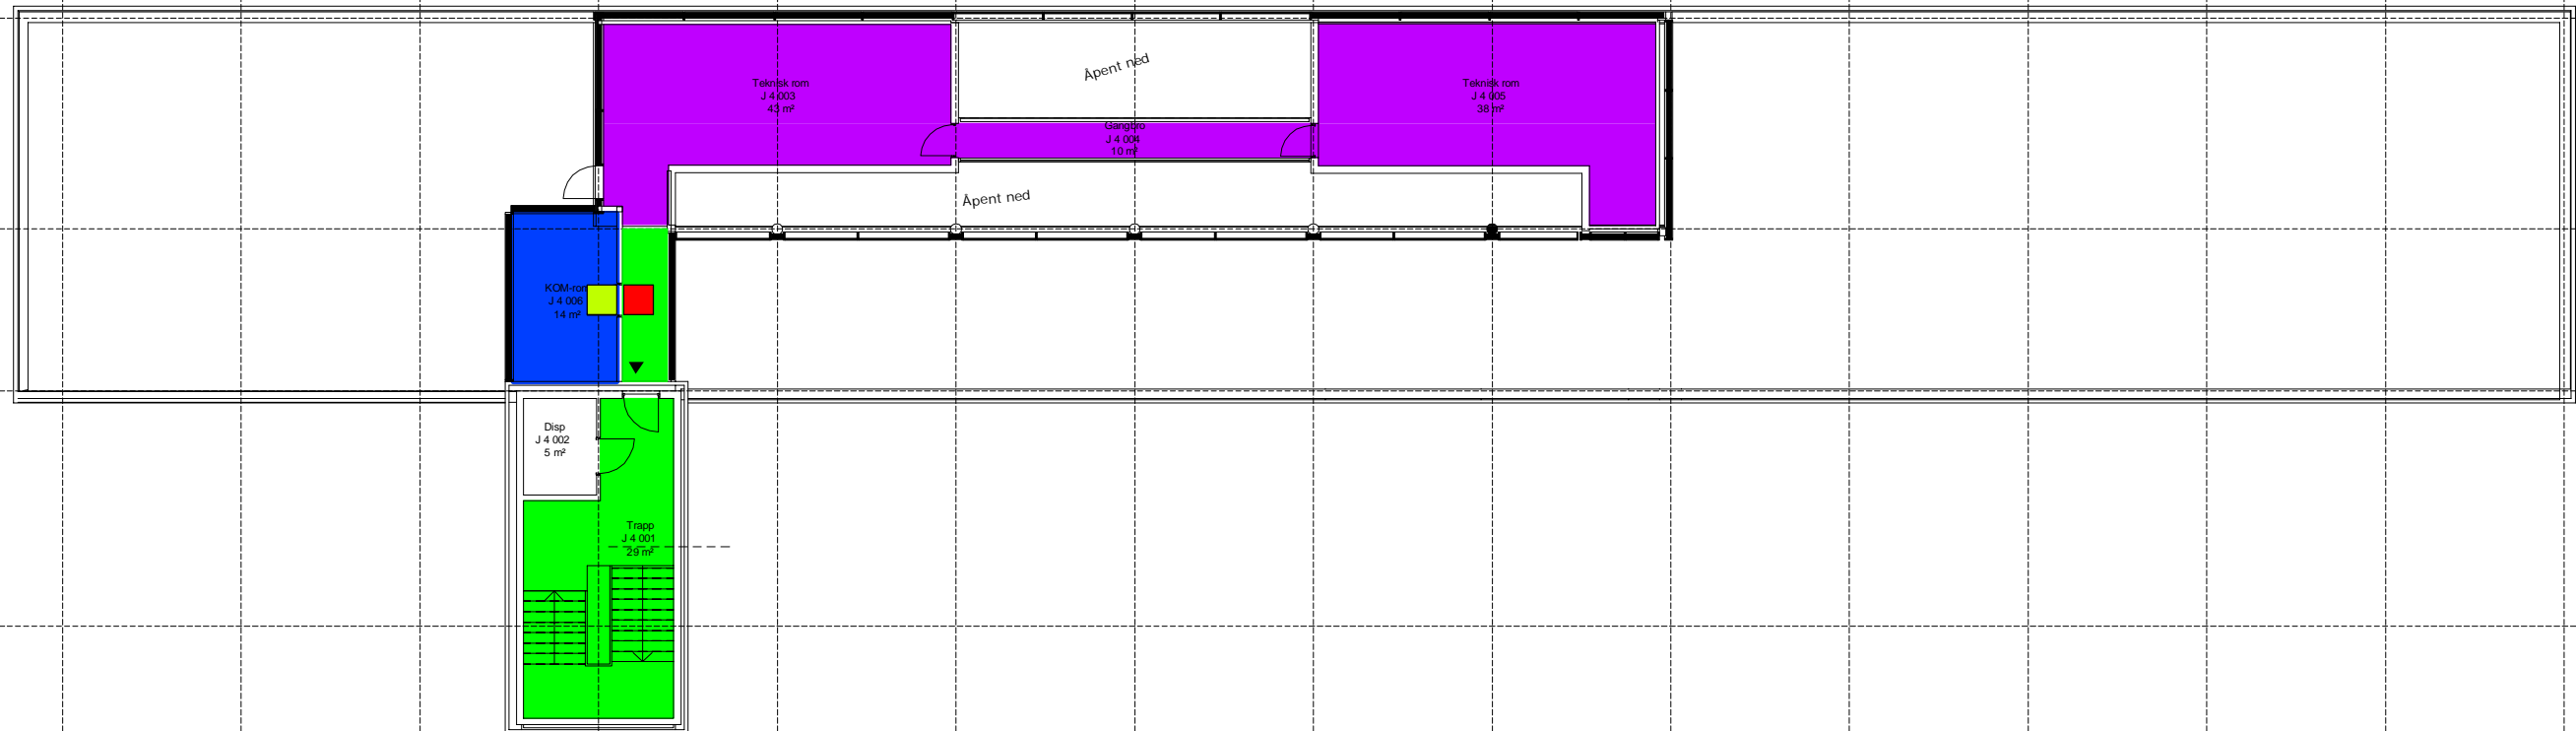 Teknisk rom
J 4 003
43 m²
Åpent ned
Teknisk rom
J 4 005
38 m²
Gangbro
J 4 004
10 m²
Åpent ned
KOM-rom
J 4 006
14 m²
Disp
J 4 002
5 m²
Trapp
J 4 001
29 m²